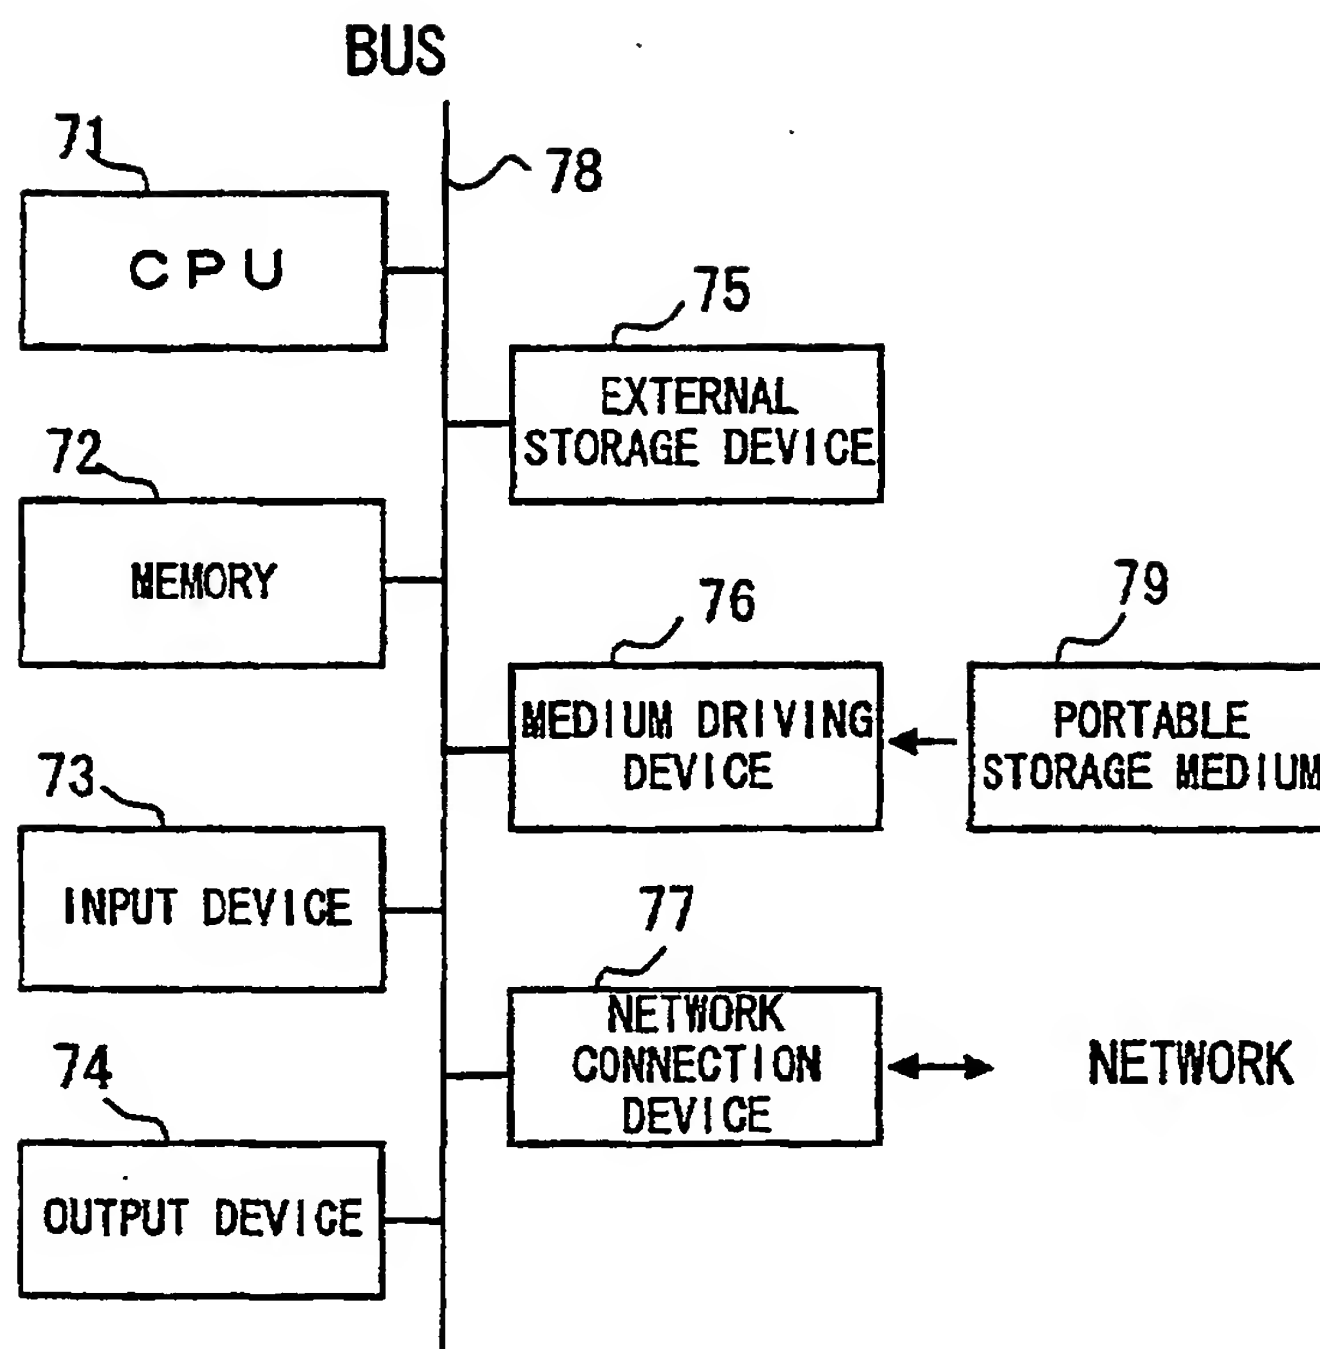 BUS
71
78
CPU
75
EXTERNAL
STORAGE DEVICE
72
MEMORY
76
79
MEDIUM DRIVING
DEVICE
PORTABLE
STORAGE MEDIUM
73
INPUT DEVICE
77
NETWORK
CONNECTION
DEVICE
NETWORK
74
OUTPUT DEVICE